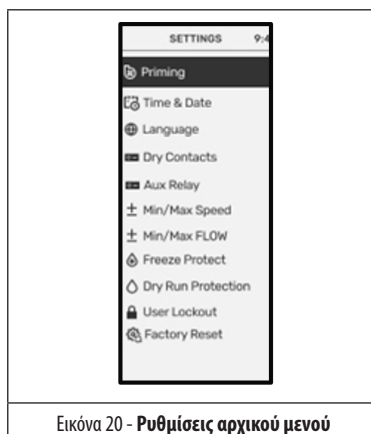 SETTINGS 9:4
Priming
Time & Date
Language
Dry Contacts
Aux Relay
Min/Max Speed
Min/Max FLOW
Freeze Protect
Dry Run Protection
User Lockout
Factory Reset
Εικόνα 20 - Ρυθμίσεις αρχικού μενού